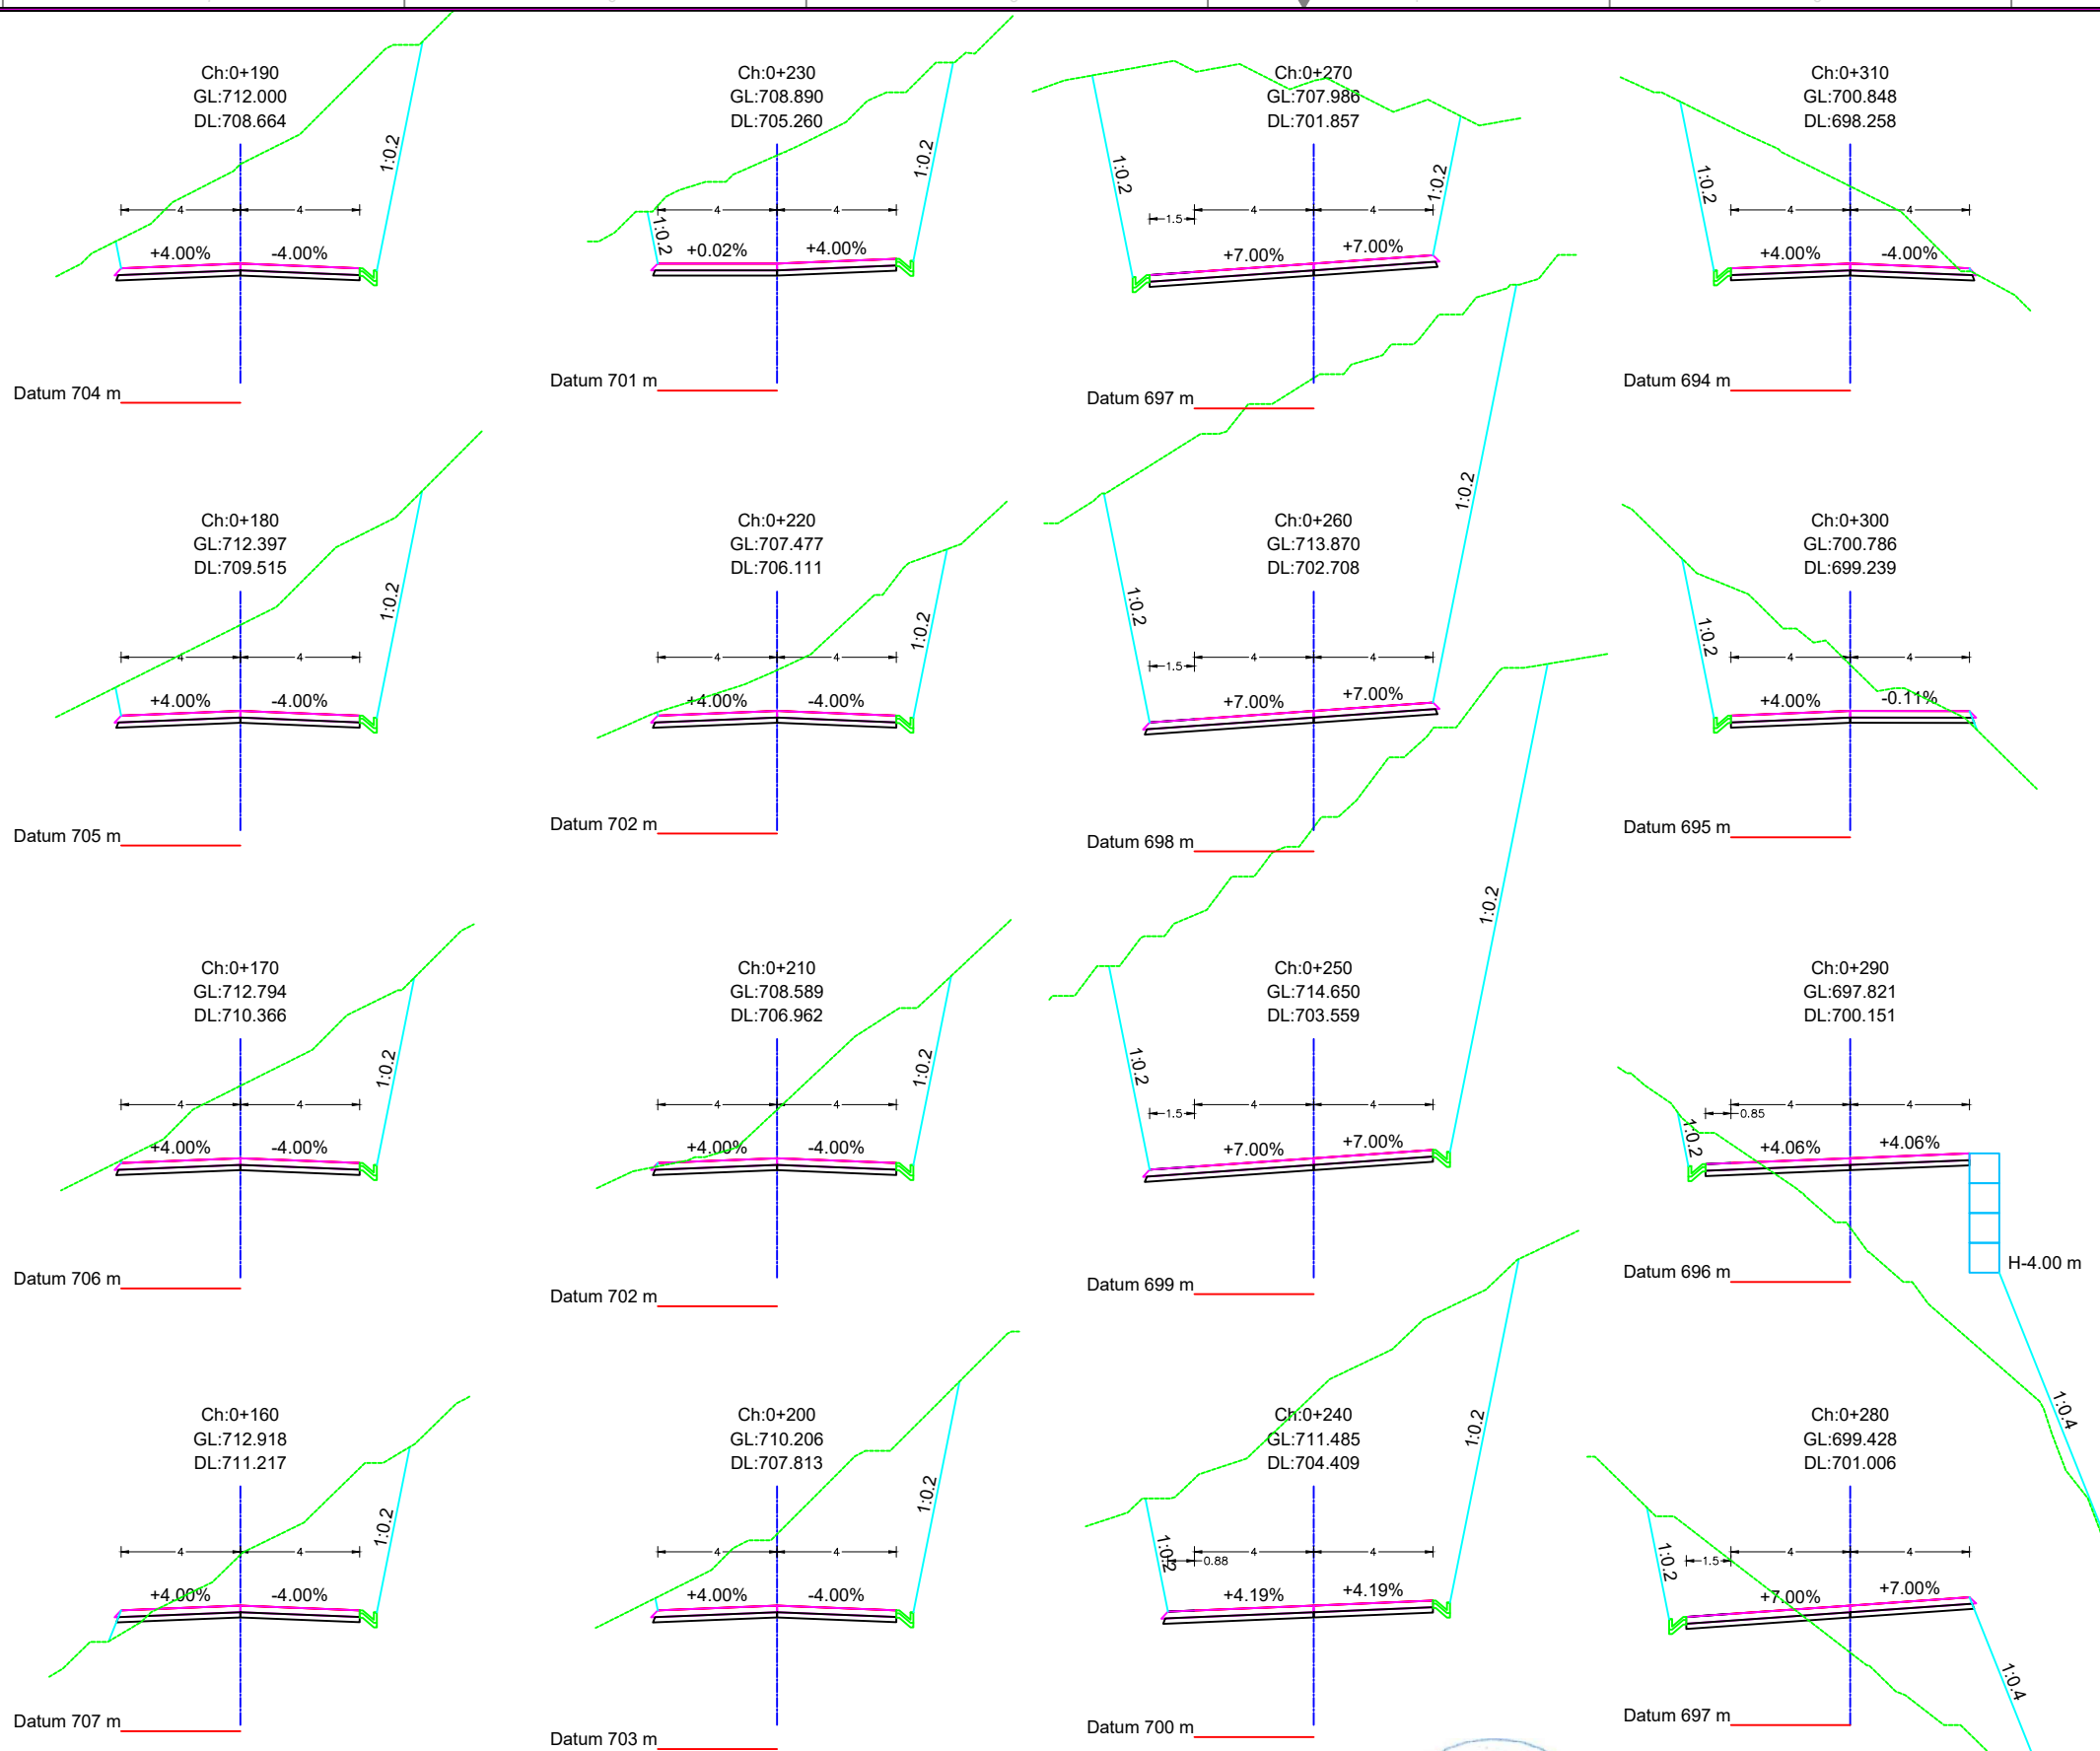 Ch:0+190
GL:712.000
DL:708.664
1:0.2
4 4
+4.00% -4.00%
Datum 704 m
Ch:0+230
GL:708.890
DL:705.260
1:0.2
4 4
1:0.2
+0.02% +4.00%
Datum 701 m
Ch:0+270
GL:707.986
DL:701.857
1:0.2 1:0.2
1.5 4 4
+7.00% +7.00%
Datum 697 m
Ch:0+310
GL:700.848
DL:698.258
1:0.2
4 4
+4.00% -4.00%
Datum 694 m
Ch:0+180
GL:712.397
DL:709.515
1:0.2
4 4
+4.00% -4.00%
Datum 705 m
Ch:0+220
GL:707.477
DL:706.111
1:0.2
4 4
+4.00% -4.00%
Datum 702 m
Ch:0+260
GL:713.870
DL:702.708
1:0.2 1:0.2
1.5 4 4
+7.00% +7.00%
Datum 698 m
Ch:0+300
GL:700.786
DL:699.239
1:0.2
4 4
+4.00% -0.11%
Datum 695 m
Ch:0+170
GL:712.794
DL:710.366
1:0.2
4 4
+4.00% -4.00%
Datum 706 m
Ch:0+210
GL:708.589
DL:706.962
1:0.2
4 4
+4.00% -4.00%
Datum 702 m
Ch:0+250
GL:714.650
DL:703.559
1:0.2 1:0.2
1.5 4 4
+7.00% +7.00%
Datum 699 m
Ch:0+290
GL:697.821
DL:700.151
0.85 4 4
1:0.2
+4.06% +4.06%
H-4.00 m
1:0.4
Datum 696 m
Ch:0+160
GL:712.918
DL:711.217
1:0.2
4 4
+4.00% -4.00%
Datum 707 m
Ch:0+200
GL:710.206
DL:707.813
1:0.2
4 4
+4.00% -4.00%
Datum 703 m
Ch:0+240
GL:711.485
DL:704.409
1:0.2 1:0.2
0.88 4 4
+4.19% +4.19%
Datum 700 m
Ch:0+280
GL:699.428
DL:701.006
1:0.2
1.5 4 4
+7.00% +7.00%
1:0.4
Datum 697 m